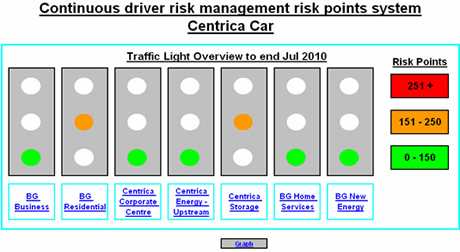 Continuous driver risk management risk points system
Centrica Car
Traffic Light Overview to end Jul 2010
Risk Points
251 +
151 - 250
0 - 150
BG
Business
BG
Residential
Centrica
Corporate
Centre
Centrica
Energy -
Upstream
Centrica
Storage
BG Home
Services
BG New
Energy
Graph